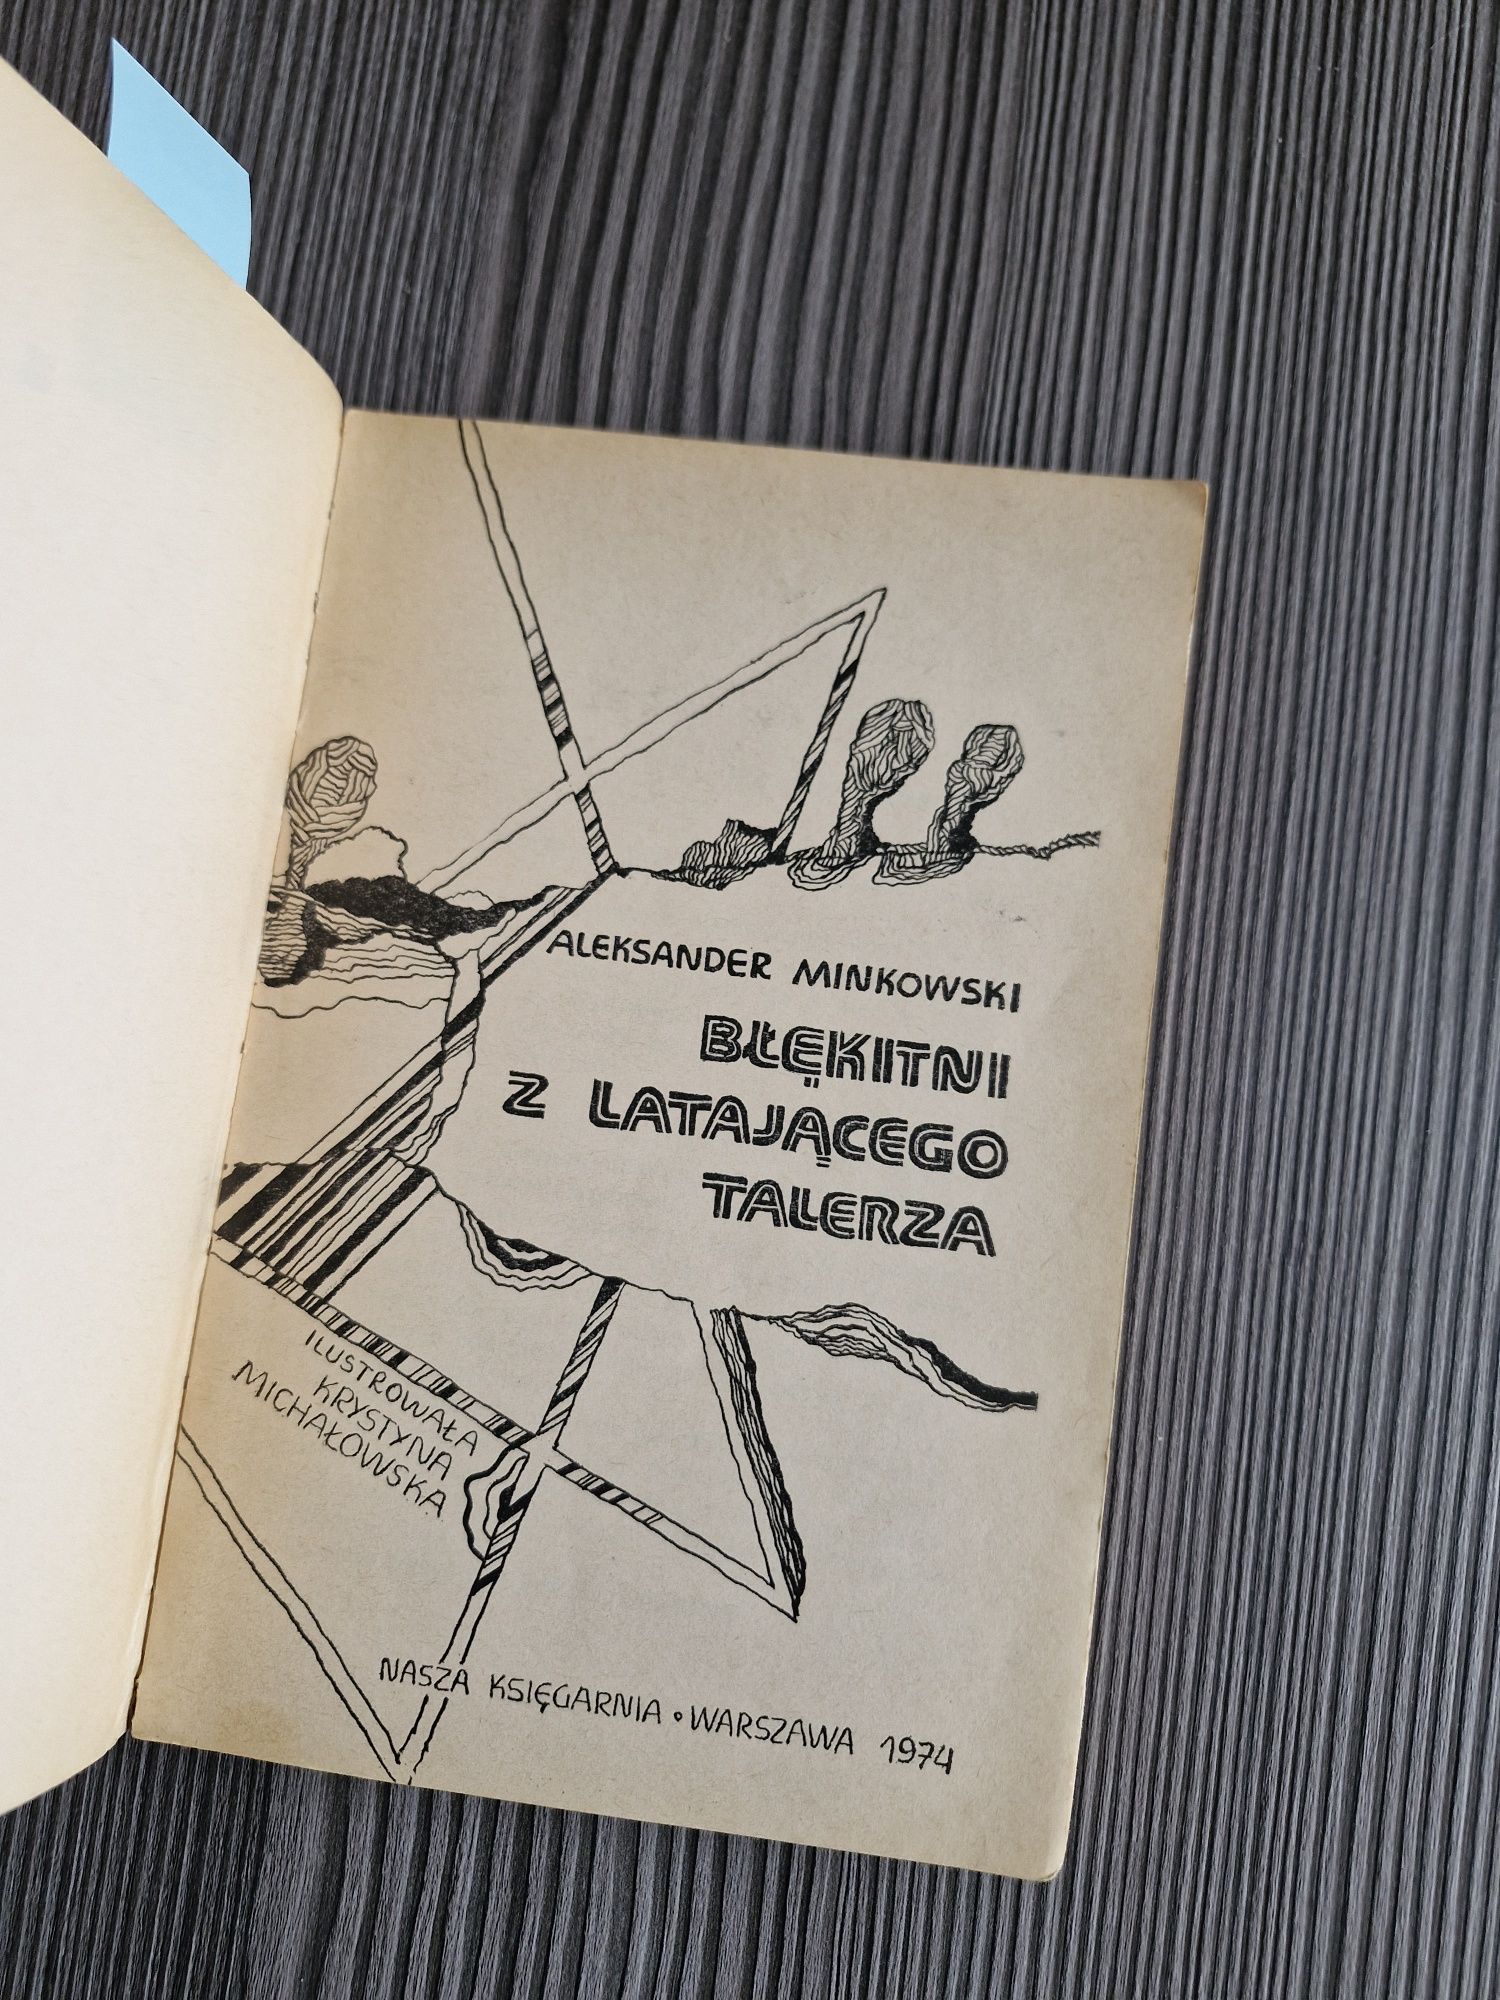 ALEKSANDER MINKOWSKI
BŁĘKITNI
Z LATAJĄCEGO
TALERZA
ILUSTROWAŁA
KRYSTYNA
MICHAŁOWSKA
NASZA KSIĘGARNIA • WARSZAWA 1974